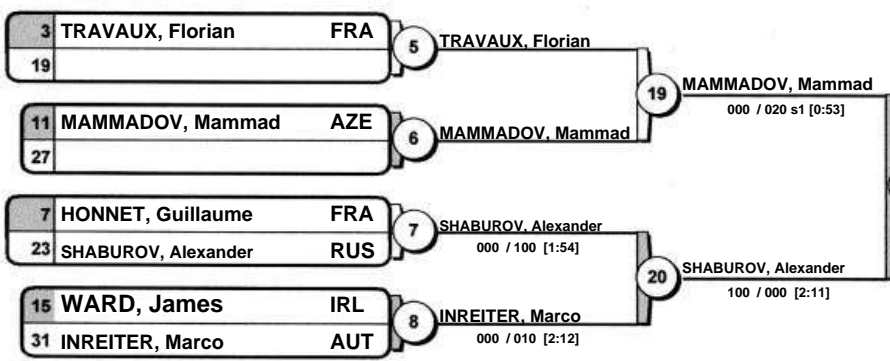 3 TRAVAUX, Florian FRA
19
5
TRAVAUX, Florian
11 MAMMADOV, Mammad AZE
27
6
MAMMADOV, Mammad
19
MAMMADOV, Mammad
000 / 020 s1 [0:53]
7 HONNET, Guillaume FRA
23 SHABUROV, Alexander RUS
7
SHABUROV, Alexander
000 / 100 [1:54]
15 WARD, James IRL
31 INREITER, Marco AUT
8
INREITER, Marco
000 / 010 [2:12]
20
SHABUROV, Alexander
100 / 000 [2:11]